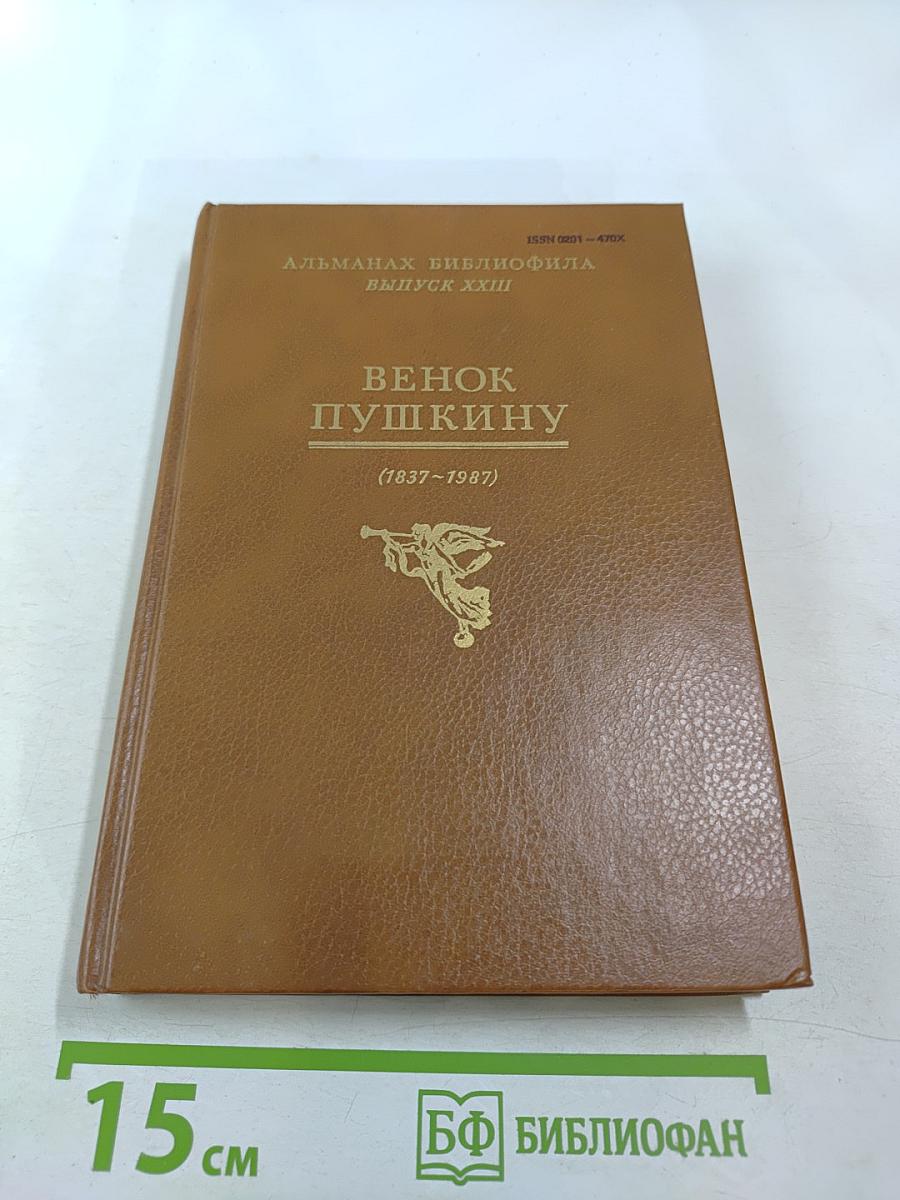 ISSN 0201-470X
АЛЬМАНАХ БИБЛИОФИЛА
ВЫПУСК XXIII
ВЕНОК
ПУШКИНУ
(1837~1987)
15 см
БФ БИБЛИОФАН